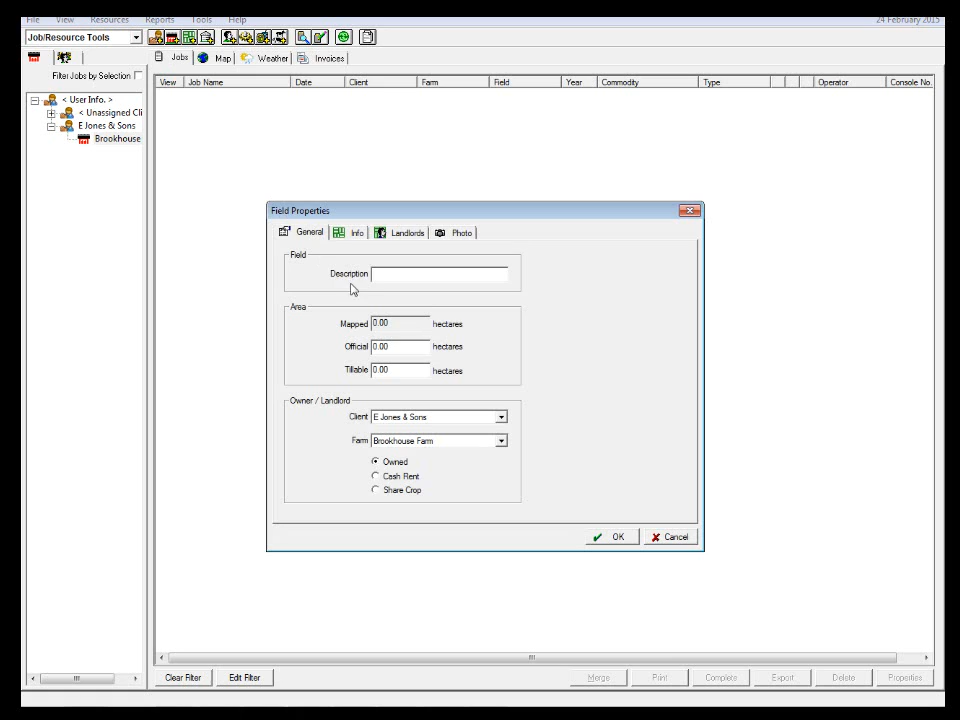 File View Resources Reports Tools Help 24 February 2015
Job/Resource Tools
Jobs Map Weather Invoices
Filter Jobs by Selection
View Job Name Date Client Farm Field Year Commodity Type Operator Console No.
< User Info. >
< Unassigned Cli
E Jones & Sons
Brookhouse
Field Properties
General Info Landlords Photo
Field
Description
Area
Mapped 0.00 hectares
Official 0.00 hectares
Tillable 0.00 hectares
Owner / Landlord
Client E Jones & Sons
Farm Brookhouse Farm
Owned
Cash Rent
Share Crop
OK Cancel
Clear Filter Edit Filter Merge Print Complete Export Delete Properties